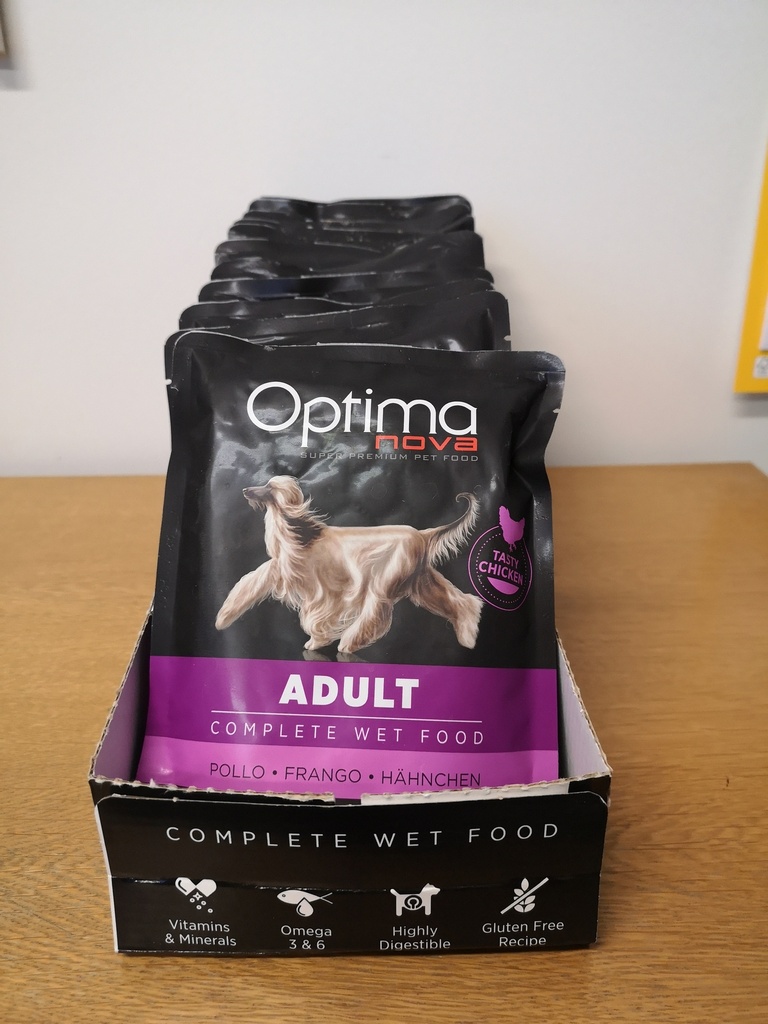 Optima
nova
SUPER PREMIUM PET FOOD
TASTY
CHICKEN
ADULT
COMPLETE WET FOOD
POLLO • FRANGO • HÄHNCHEN
COMPLETE WET FOOD
Vitamins
& Minerals
Omega
3 & 6
Highly
Digestible
Gluten Free
Recipe